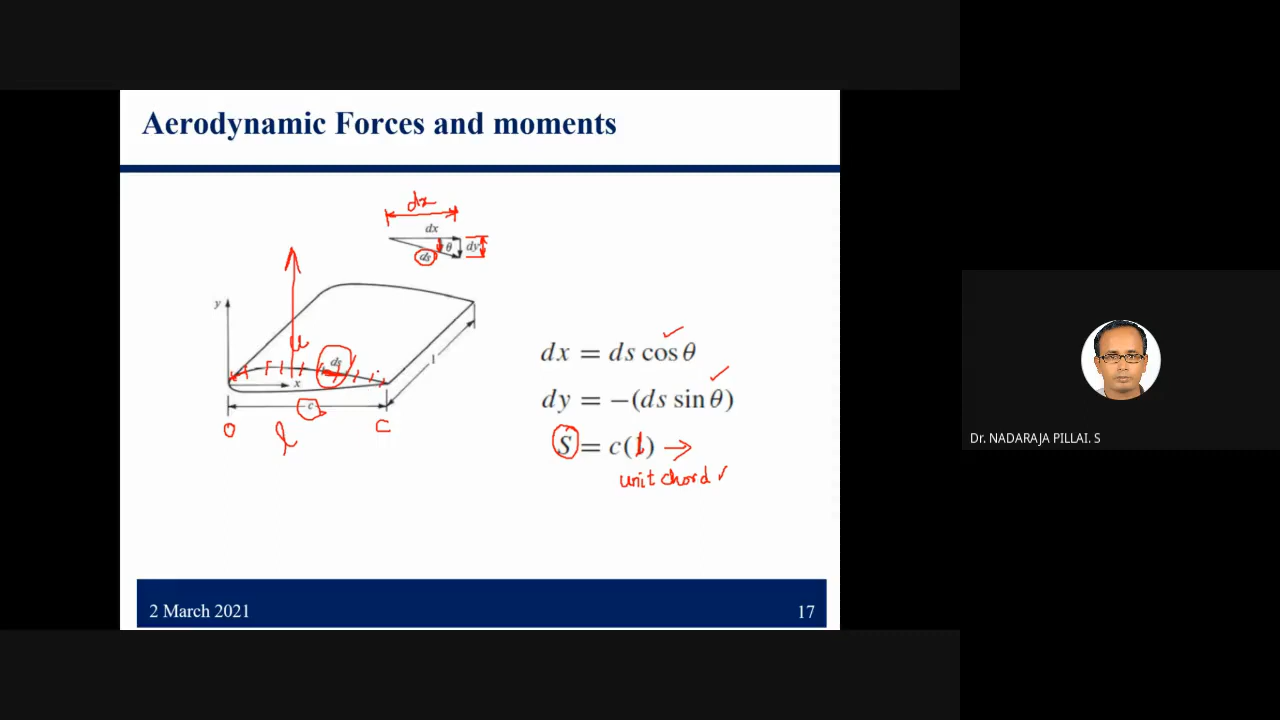 Aerodynamic Forces and moments
dx
dx
θ
dy
ds
y
ds
x
l
c
O
l
C
dx = ds cos θ
dy = −(ds sin θ)
S = c(1) →
unit chord ✓
2 March 2021
17
Dr. NADARAJA PILLAI. S